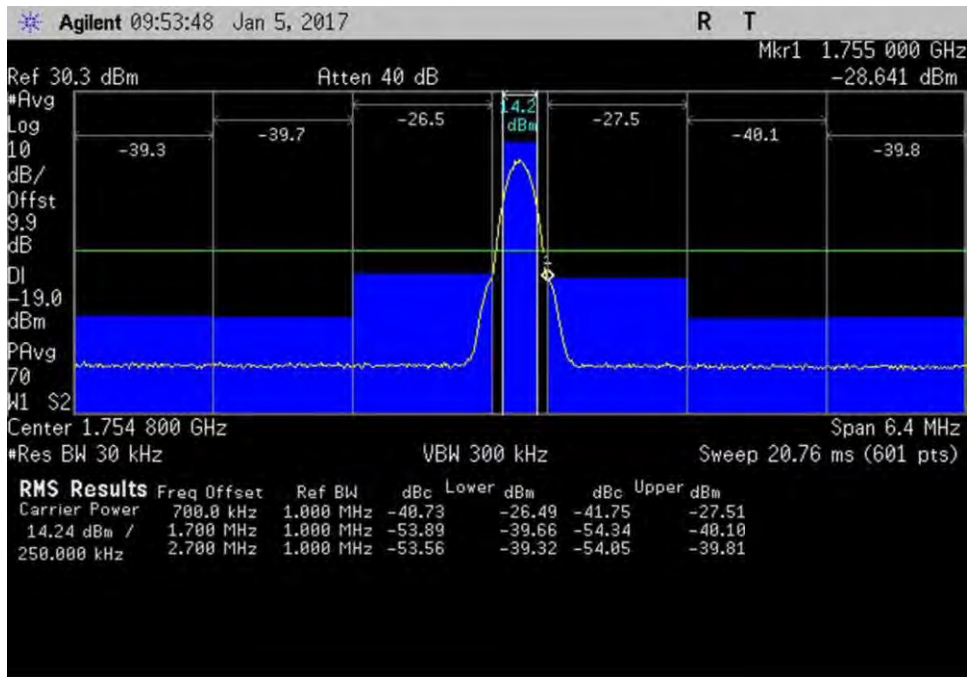 Agilent 09:53:48 Jan 5, 2017 R T
Mkr1 1.755 000 GHz
Ref 30.3 dBm Atten 40 dB -28.641 dBm
#Avg
Log
10
dB/
Offst
9.9
dB
DI
-19.0
dBm
PAvg
70
W1 S2
-39.3 -39.7 -26.5 14.2 dBm -27.5 -40.1 -39.8
1
Center 1.754 800 GHz Span 6.4 MHz
#Res BW 30 kHz VBW 300 kHz Sweep 20.76 ms (601 pts)
RMS Results Freq Offset Ref BW dBc Lower dBm dBc Upper dBm
Carrier Power 700.0 kHz 1.000 MHz -40.73 -26.49 -41.75 -27.51
14.24 dBm / 1.700 MHz 1.000 MHz -53.89 -39.66 -54.34 -40.10
250.000 kHz 2.700 MHz 1.000 MHz -53.56 -39.32 -54.05 -39.81